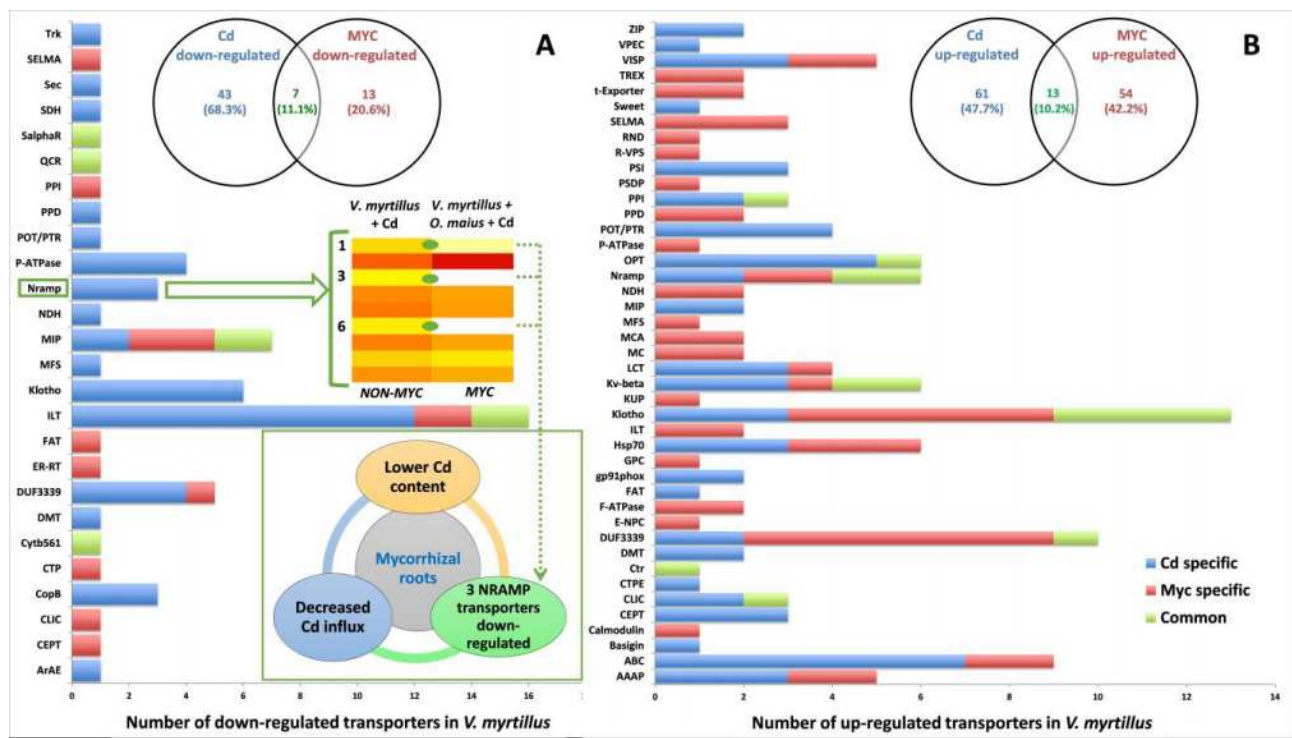 A
Cd
down-regulated
MYC
down-regulated
43
(68.3%)
7
(11.1%)
13
(20.6%)
Trk
SELMA
Sec
SDH
SalphaR
QCR
PPI
PPD
POT/PTR
P-ATPase
Nramp
NDH
MIP
MFS
Klotho
ILT
FAT
ER-RT
DUF3339
DMT
Cytb561
CTP
CopB
CLIC
CEPT
ArAE
V. myrtillus
+ Cd
V. myrtillus +
O. maius + Cd
1
3
6
NON-MYC
MYC
Lower Cd
content
Mycorrhizal
roots
Decreased
Cd influx
3 NRAMP
transporters
down-
regulated
0 2 4 6 8 10 12 14 16
Number of down-regulated transporters in V. myrtillus
B
Cd
up-regulated
MYC
up-regulated
61
(47.7%)
13
(10.2%)
54
(42.2%)
ZIP
VPEC
VISP
TREX
t-Exporter
Sweet
SELMA
RND
R-VPS
PSI
PSDP
PPI
PPD
POT/PTR
P-ATPase
OPT
Nramp
NDH
MIP
MFS
MCA
MC
LCT
Kv-beta
KUP
Klotho
ILT
Hsp70
GPC
gp91phox
FAT
F-ATPase
E-NPC
DUF3339
DMT
Ctr
CTPE
CLIC
CEPT
Calmodulin
Basigin
ABC
AAAP
Cd specific
Myc specific
Common
0 2 4 6 8 10 12 14
Number of up-regulated transporters in V. myrtillus